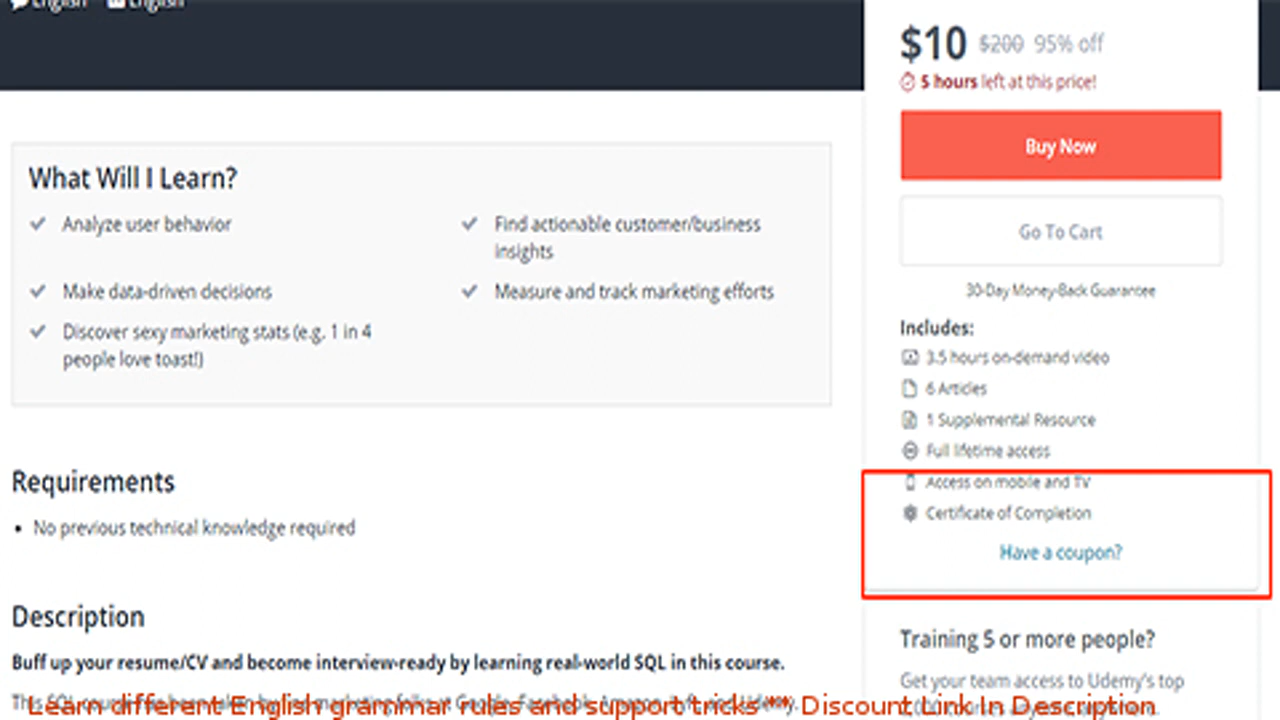 English English
What Will I Learn?
Analyze user behavior
Find actionable customer/business
insights
Make data-driven decisions
Measure and track marketing efforts
Discover sexy marketing stats (e.g. 1 in 4
people love toast!)
Requirements
• No previous technical knowledge required
Description
Buff up your resume/CV and become interview-ready by learning real-world SQL in this course.
$10 $200 95% off
5 hours left at this price!
Buy Now
Go To Cart
30-Day Money-Back Guarantee
Includes:
3.5 hours on-demand video
6 Articles
1 Supplemental Resource
Full lifetime access
Access on mobile and TV
Certificate of Completion
Have a coupon?
Training 5 or more people?
Get your team access to Udemy's top
Learn different English grammar rules and support tricks *** Discount Link In Description